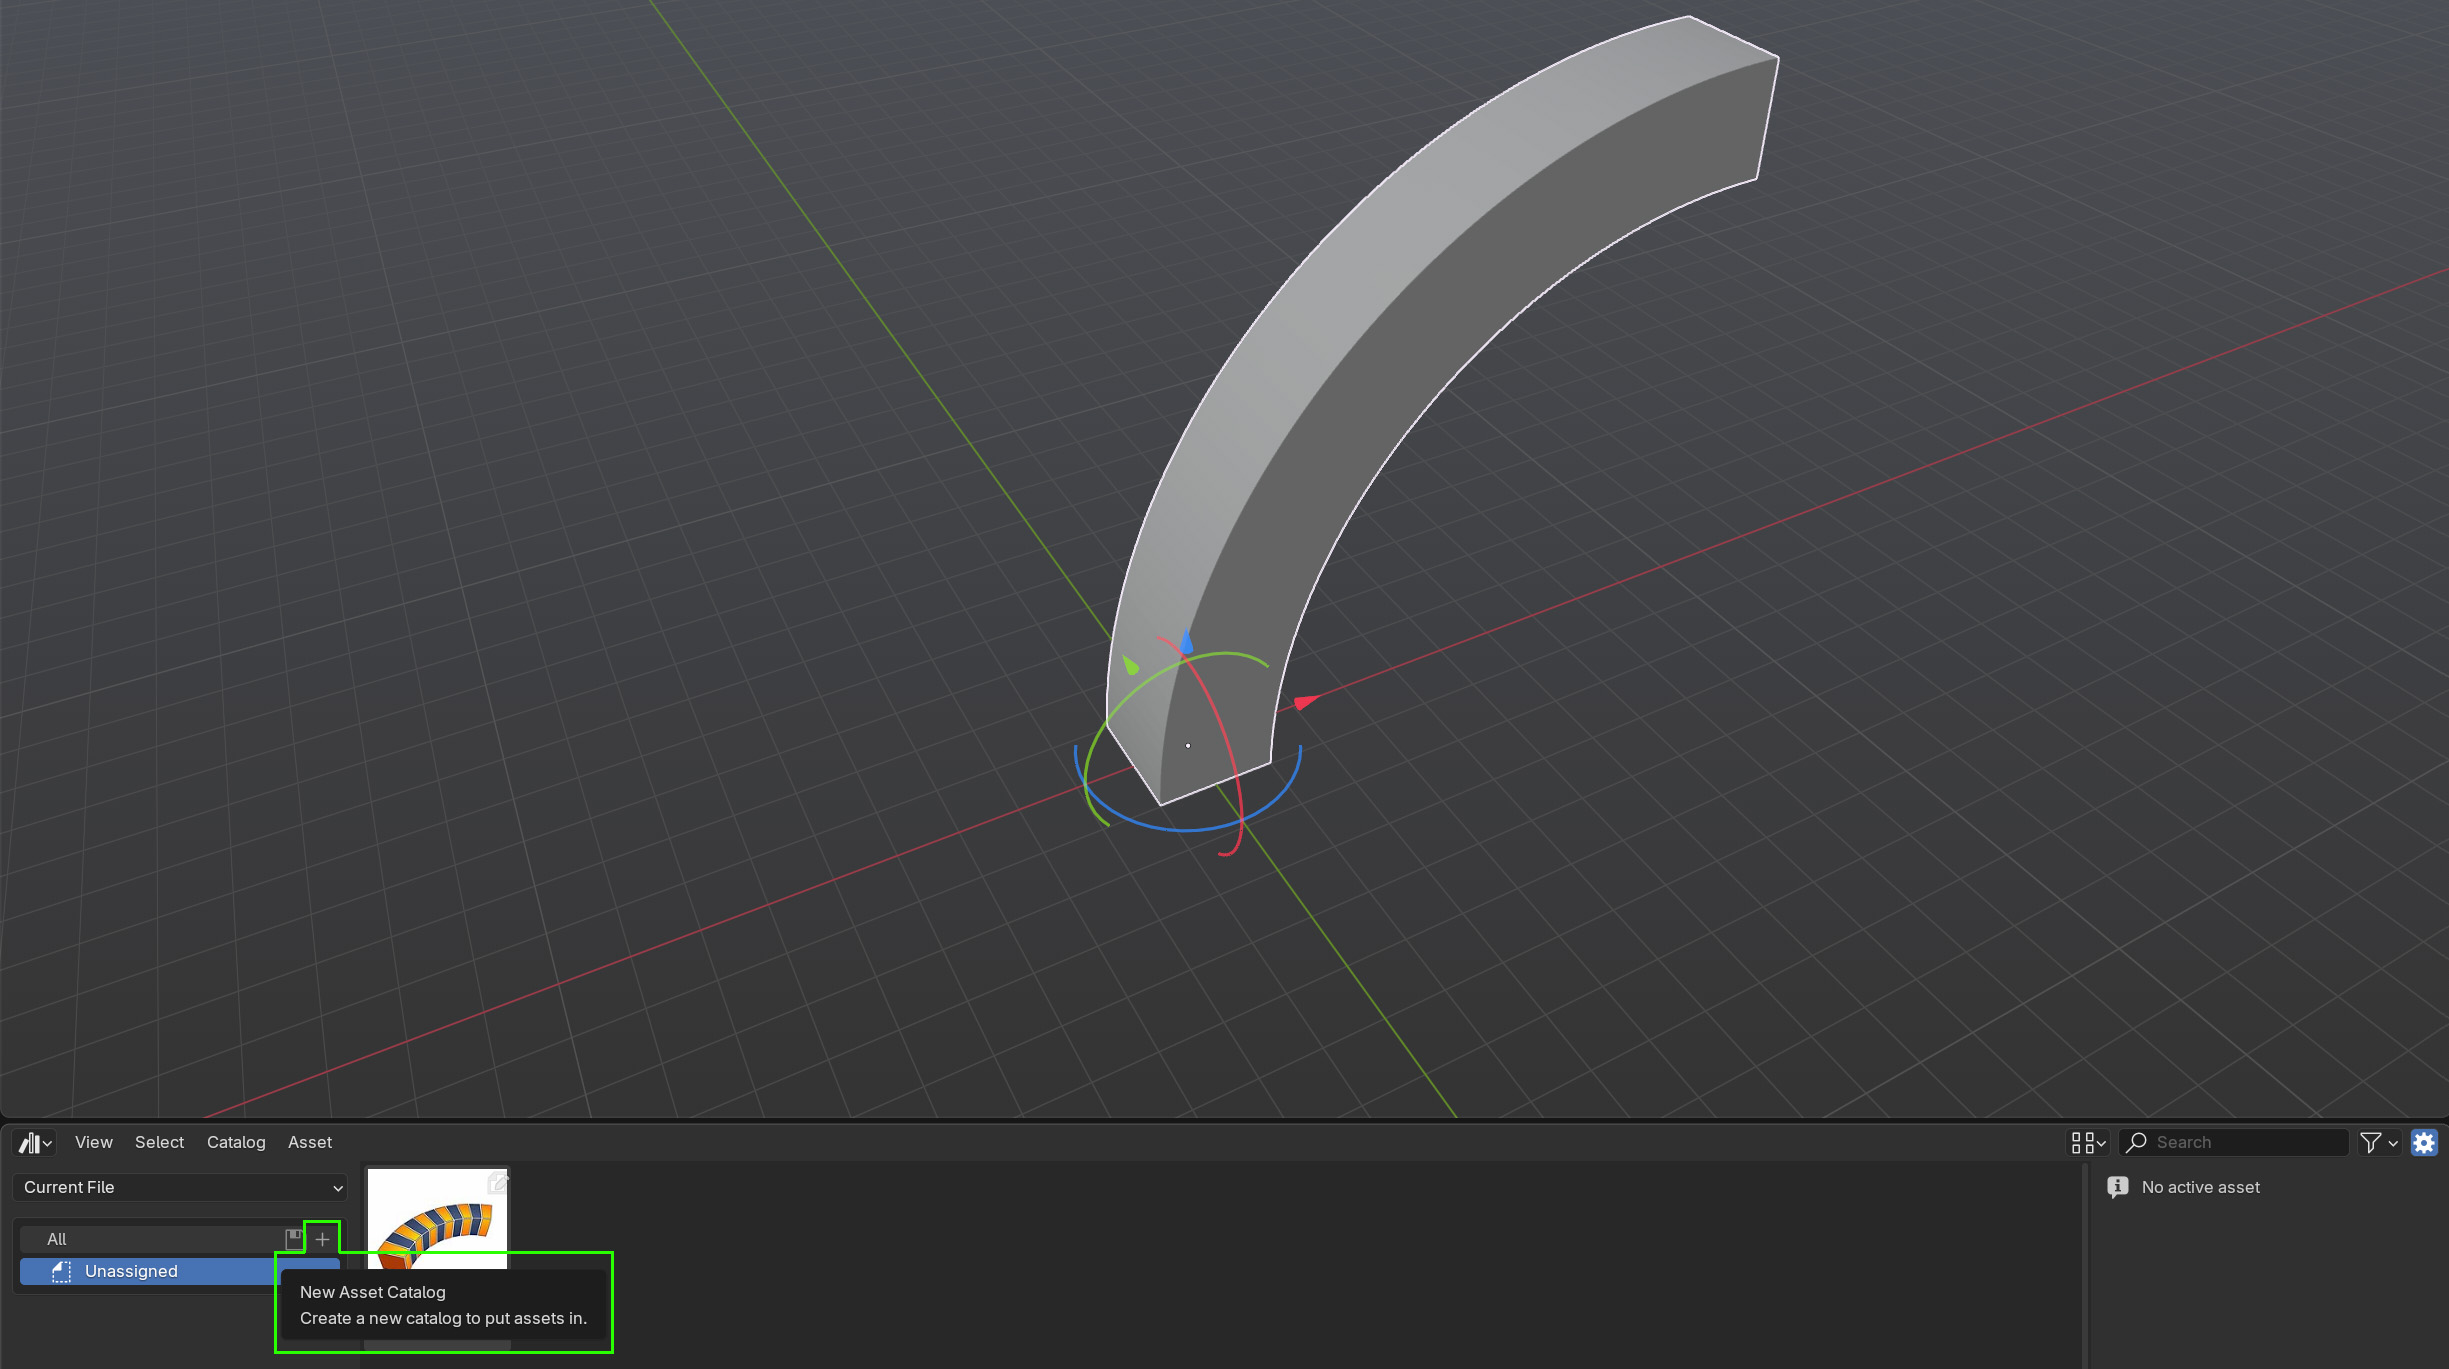 View Select Catalog Asset
Search
Current File
No active asset
All
Unassigned
New Asset Catalog
Create a new catalog to put assets in.